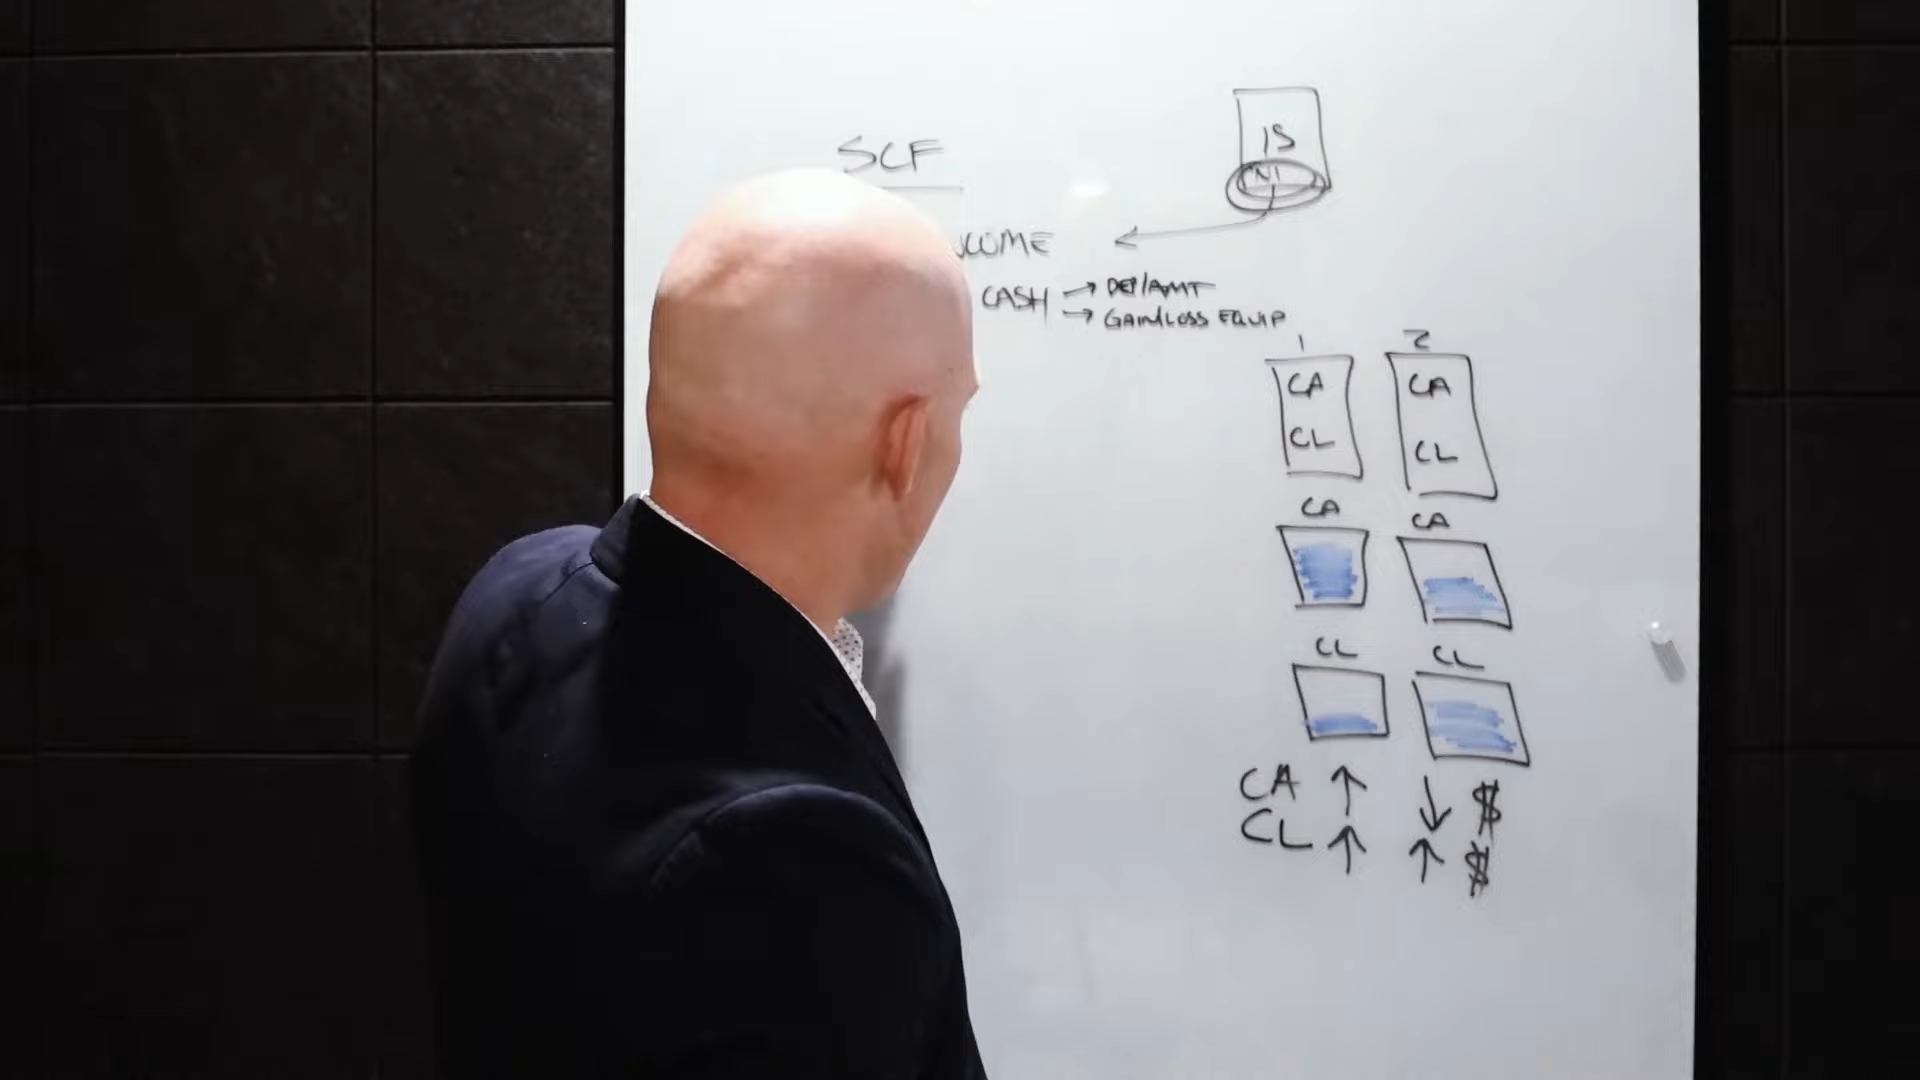 SCF
IS
NI
CASH → DEP/AMT
→ GAIN/LOSS EQUIP
1 2
CA CA
CL CL
CA CA
CL CL
CA ↑ ↓ $
CL ↑ ↑ $